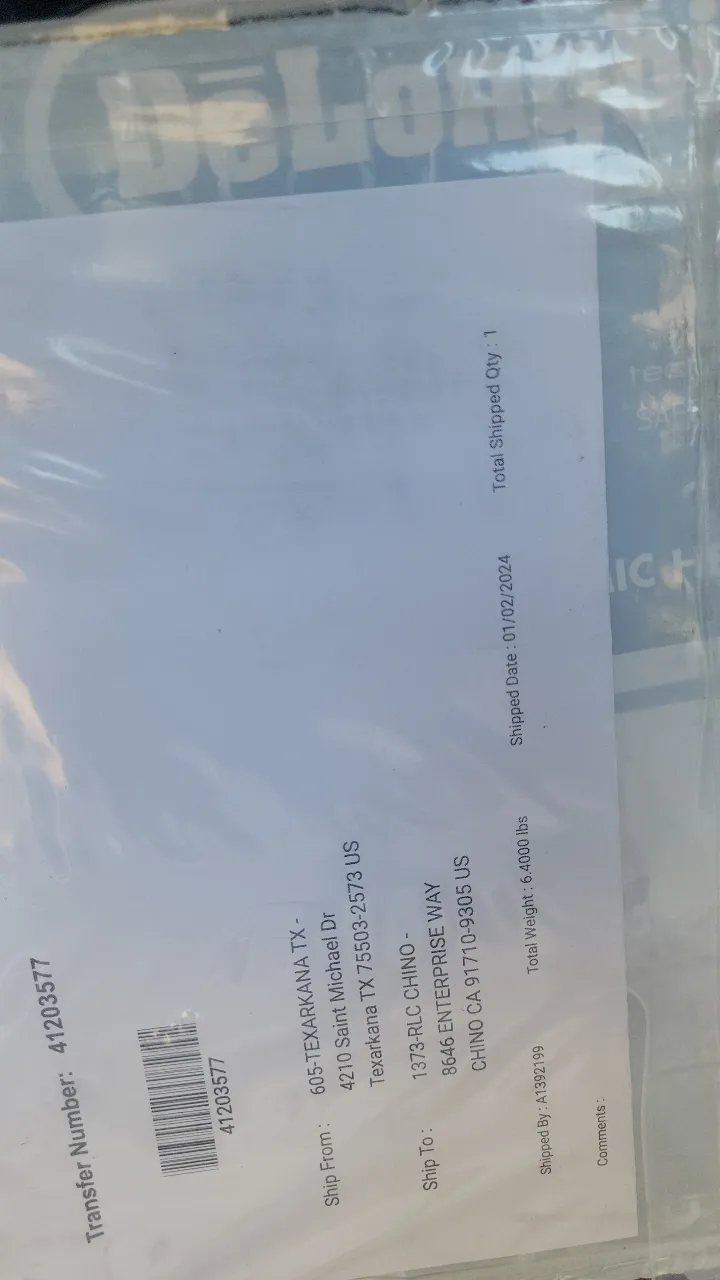 DeLonghi
Transfer Number: 41203577
41203577
Ship From : 605-TEXARKANA TX -
4210 Saint Michael Dr
Texarkana TX 75503-2573 US
Ship To : 1373-RLC CHINO -
8646 ENTERPRISE WAY
CHINO CA 91710-9305 US
Shipped By : A1392199 Total Weight : 6.4000 lbs Shipped Date : 01/02/2024 Total Shipped Qty : 1
Comments :